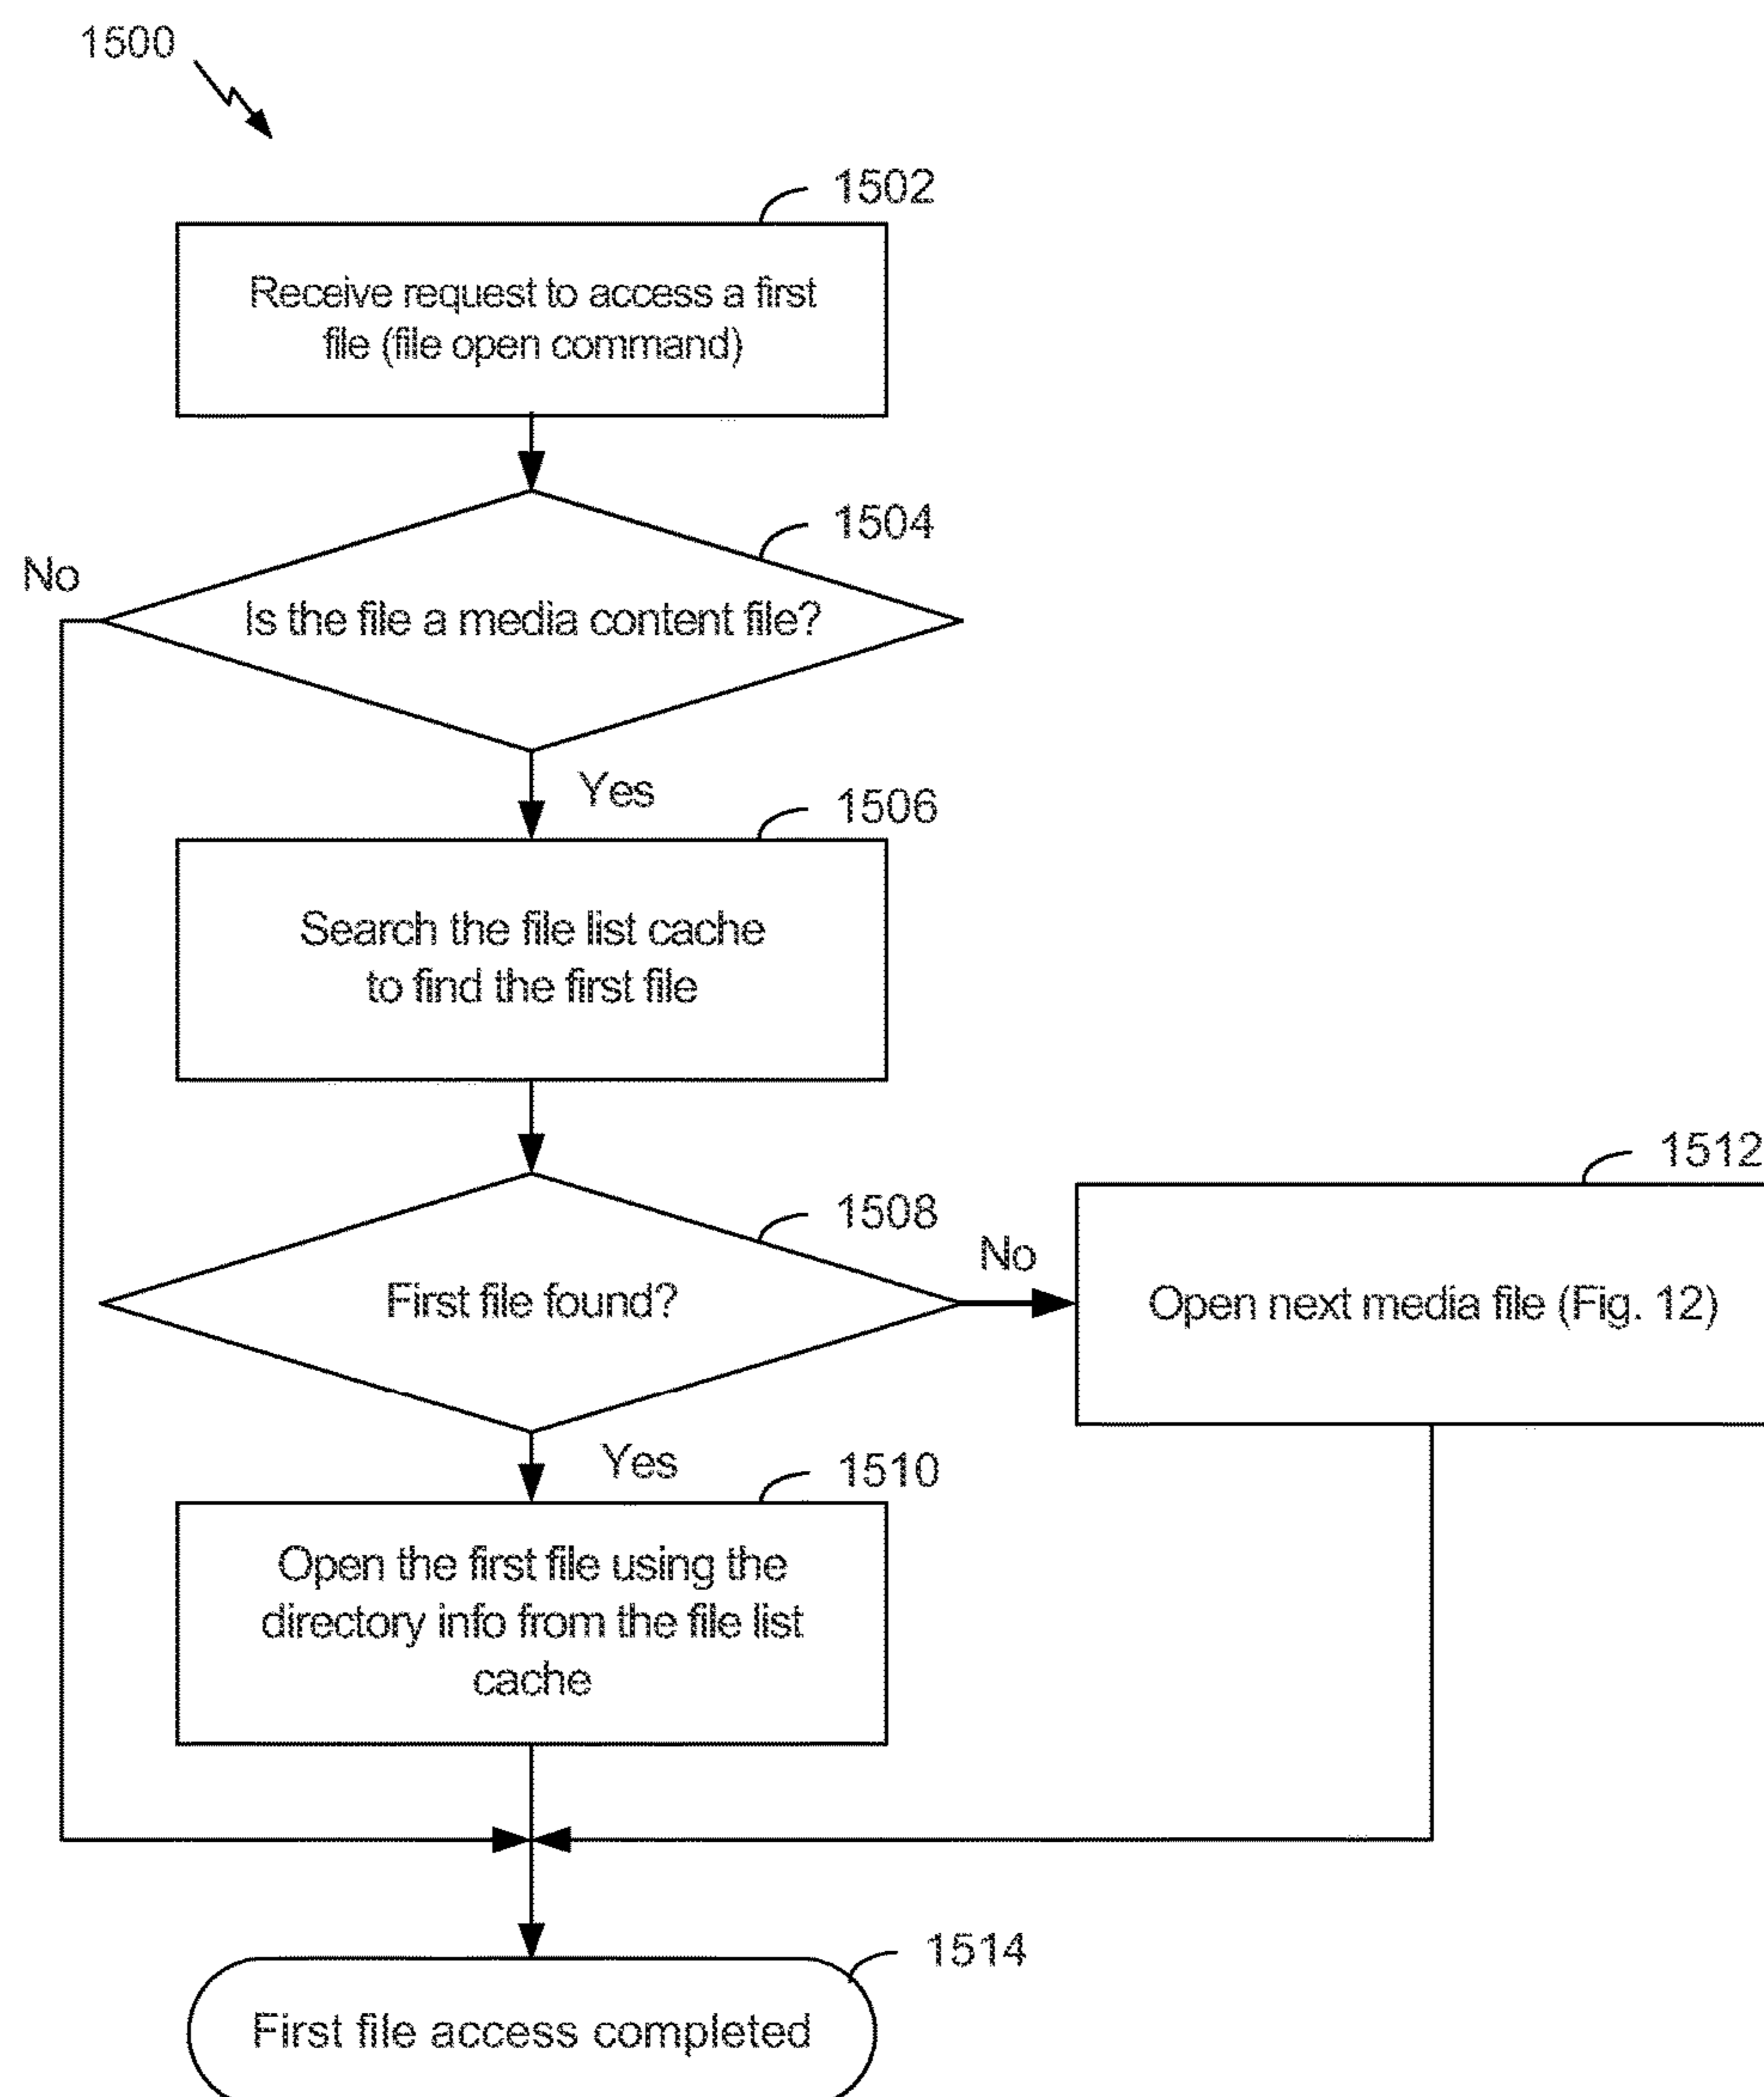 1500
1502
Receive request to access a first
file (file open command)
1504
No
Is the file a media content file?
Yes
1506
Search the file list cache
to find the first file
1512
1508
No
First file found?
Open next media file (Fig. 12)
Yes
1510
Open the first file using the
directory info from the file list
cache
1514
First file access completed